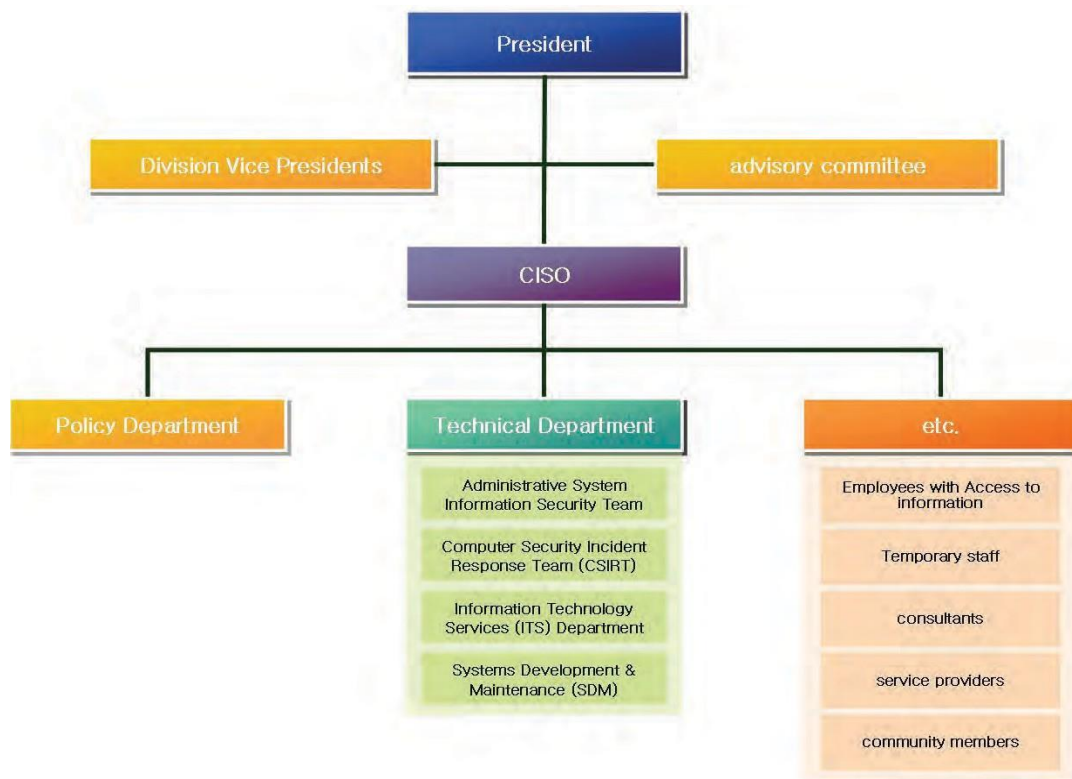 President
Division Vice Presidents
advisory committee
CISO
Policy Department
Technical Department
etc.
Administrative System
Information Security Team
Computer Security Incident
Response Team (CSIRT)
Information Technology
Services (ITS) Department
Systems Development &
Maintenance (SDM)
Employees with Access to
information
Temporary staff
consultants
service providers
community members